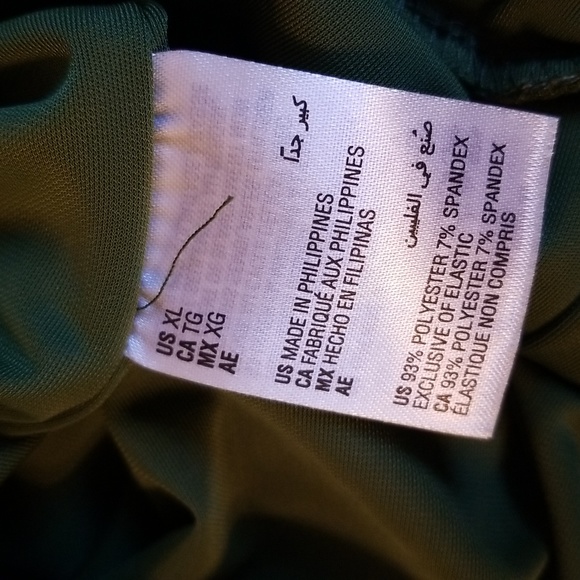 US XL
CA TG
MX XG
AE كبير جدًا
US MADE IN PHILIPPINES
CA FABRIQUÉ AUX PHILIPPINES
MX HECHO EN FILIPINAS
AE صُنع في الفلبين
US 93% POLYESTER 7% SPANDEX
EXCLUSIVE OF ELASTIC
CA 93% POLYESTER 7% SPANDEX
ÉLASTIQUE NON COMPRIS